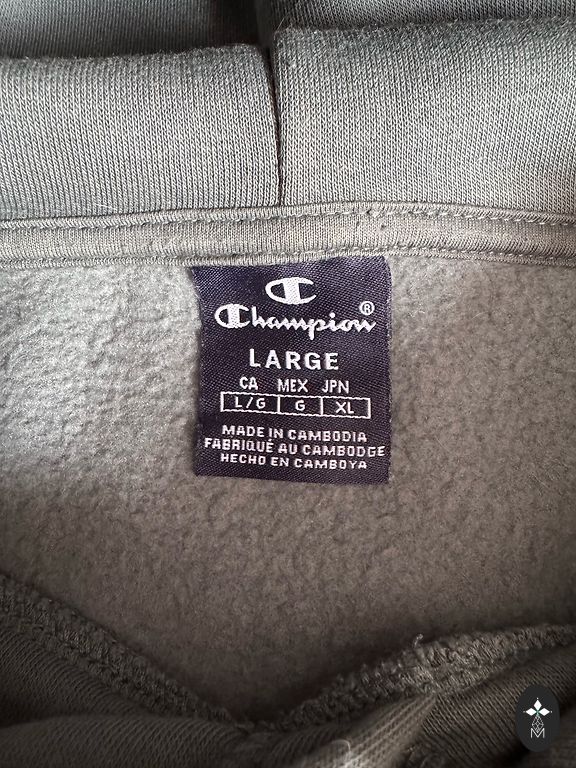 Champion®
LARGE
CA MEX JPN
L/G G XL
MADE IN CAMBODIA
FABRIQUÉ AU CAMBODGE
HECHO EN CAMBOYA
M